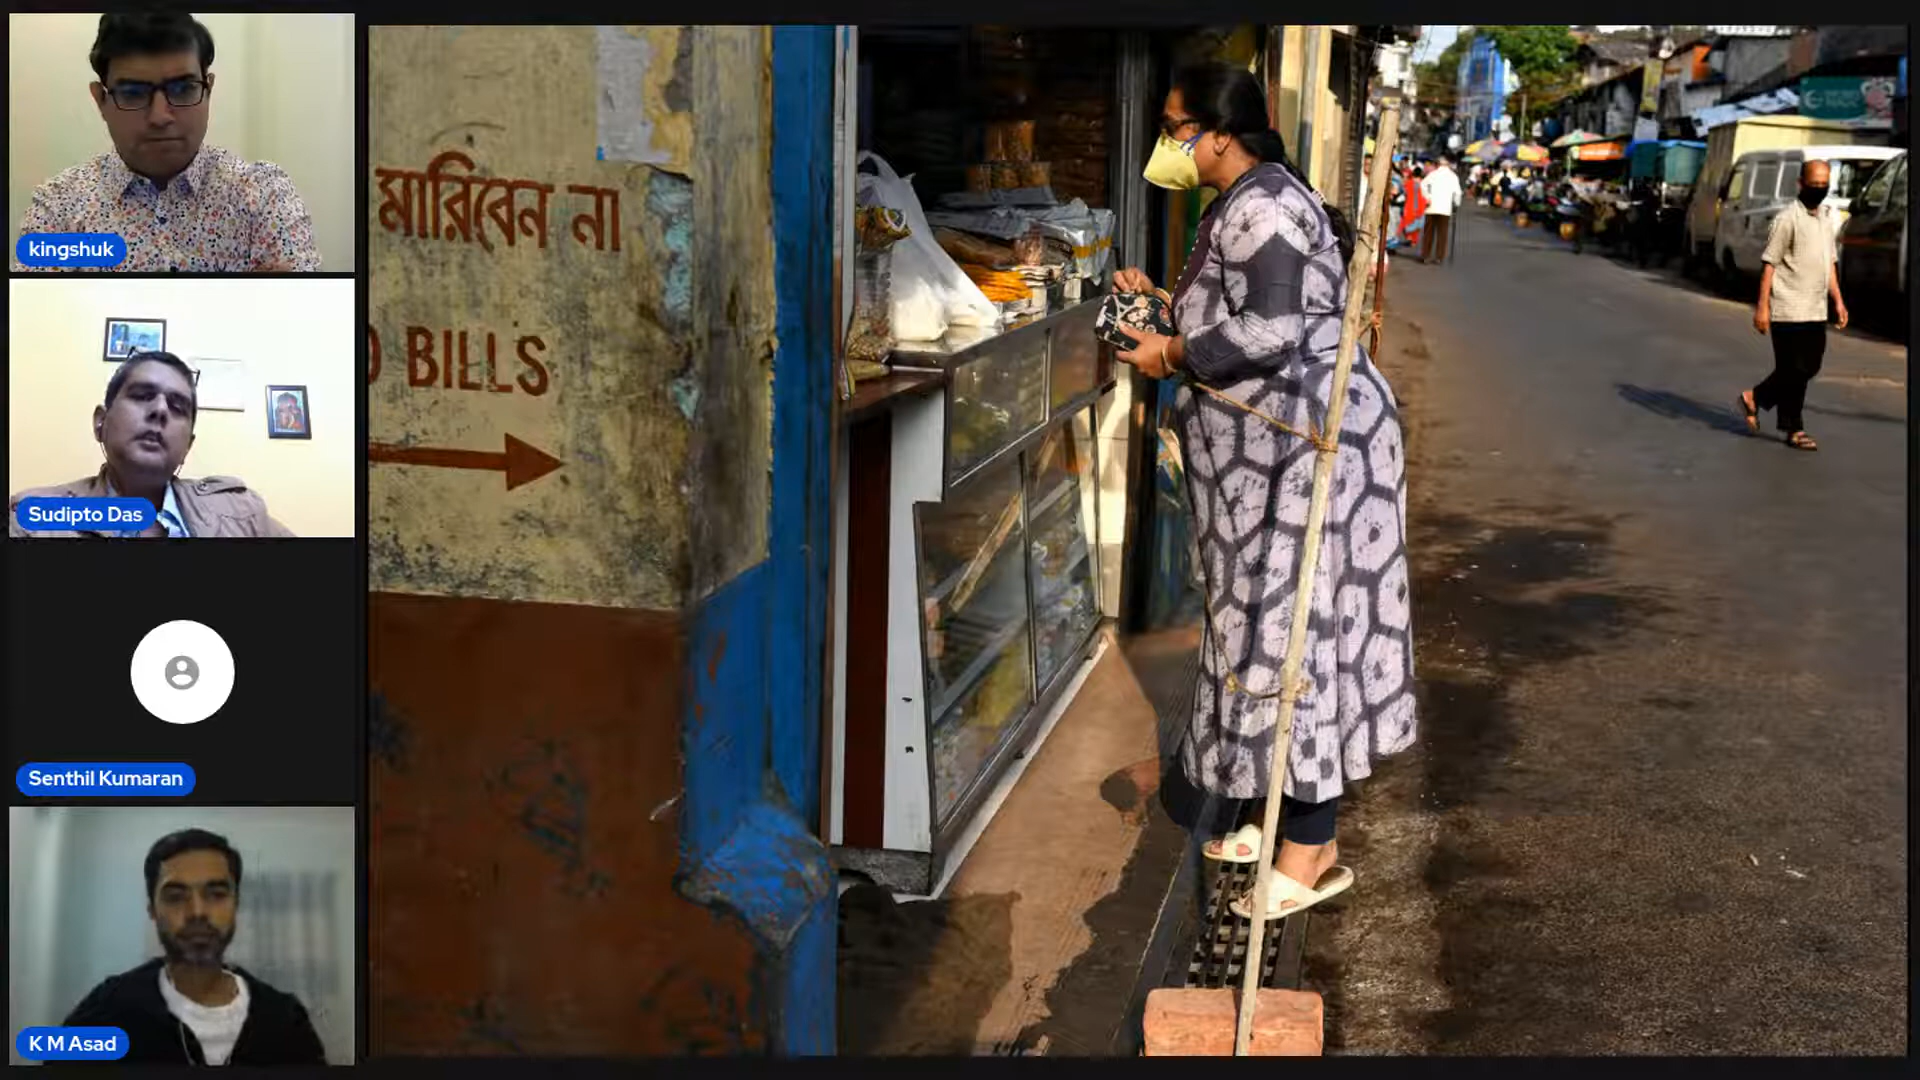 kingshuk
Sudipto Das
Senthil Kumaran
K M Asad
মারিবেন না
BILLS